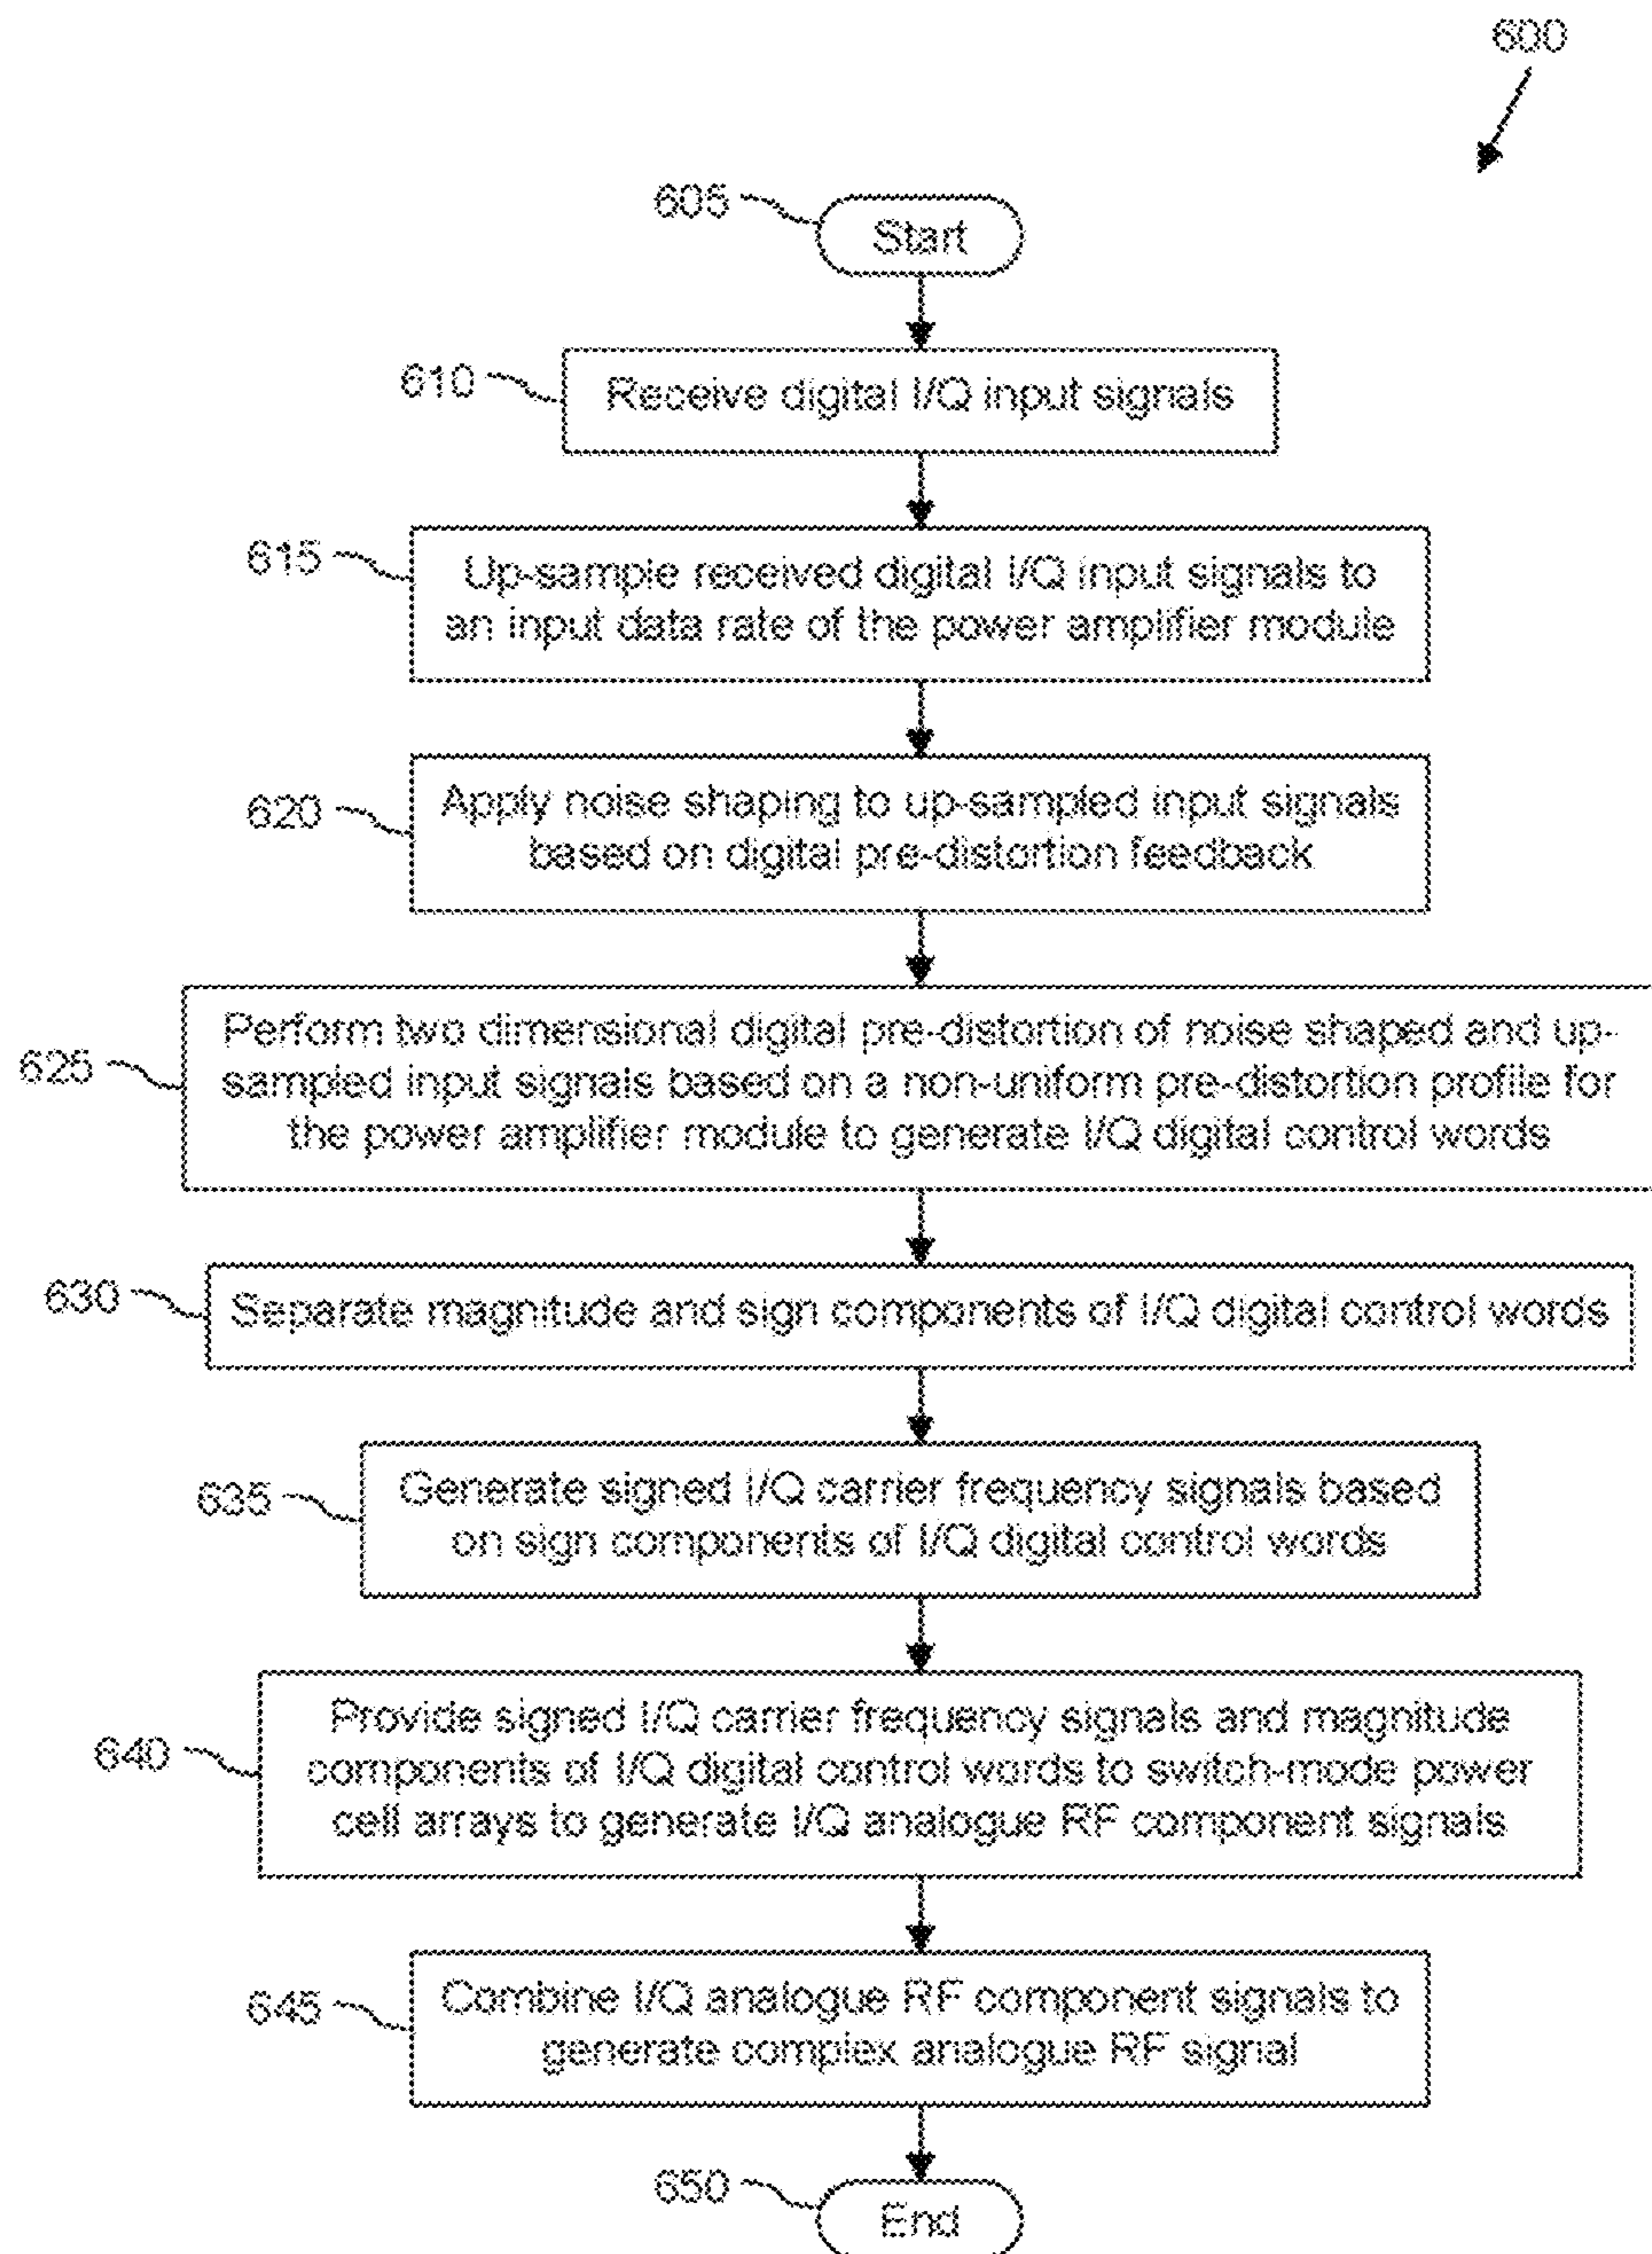 600
605
Start
610
Receive digital I/Q input signals
615
Up-sample received digital I/Q input signals to
an input data rate of the power amplifier module
620
Apply noise shaping to up-sampled input signals
based on digital pre-distortion feedback
625
Perform two dimensional digital pre-distortion of noise shaped and up-
sampled input signals based on a non-uniform pre-distortion profile for
the power amplifier module to generate I/Q digital control words
630
Separate magnitude and sign components of I/Q digital control words
635
Generate signed I/Q carrier frequency signals based
on sign components of I/Q digital control words
640
Provide signed I/Q carrier frequency signals and magnitude
components of I/Q digital control words to switch-mode power
cell arrays to generate I/Q analogue RF component signals
645
Combine I/Q analogue RF component signals to
generate complex analogue RF signal
650
End